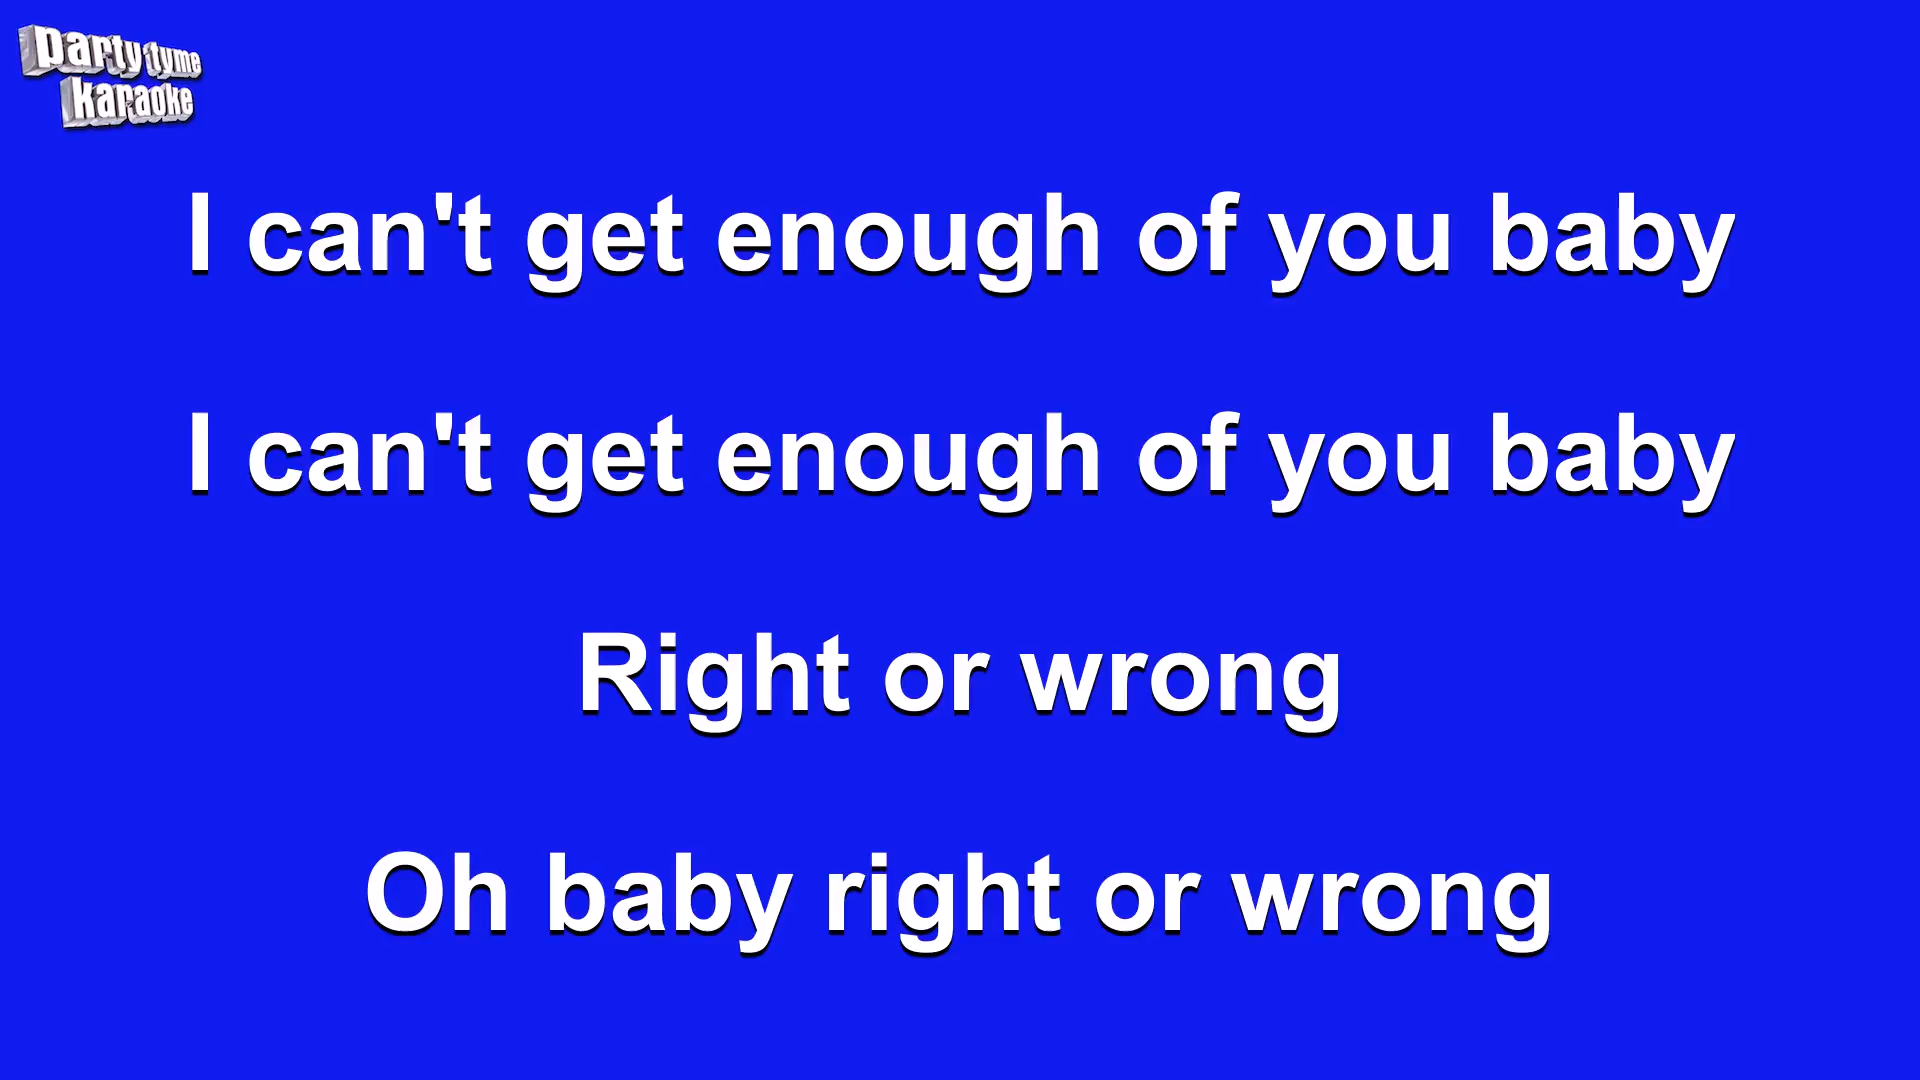 party tyme
karaoke
I can't get enough of you baby
I can't get enough of you baby
Right or wrong
Oh baby right or wrong